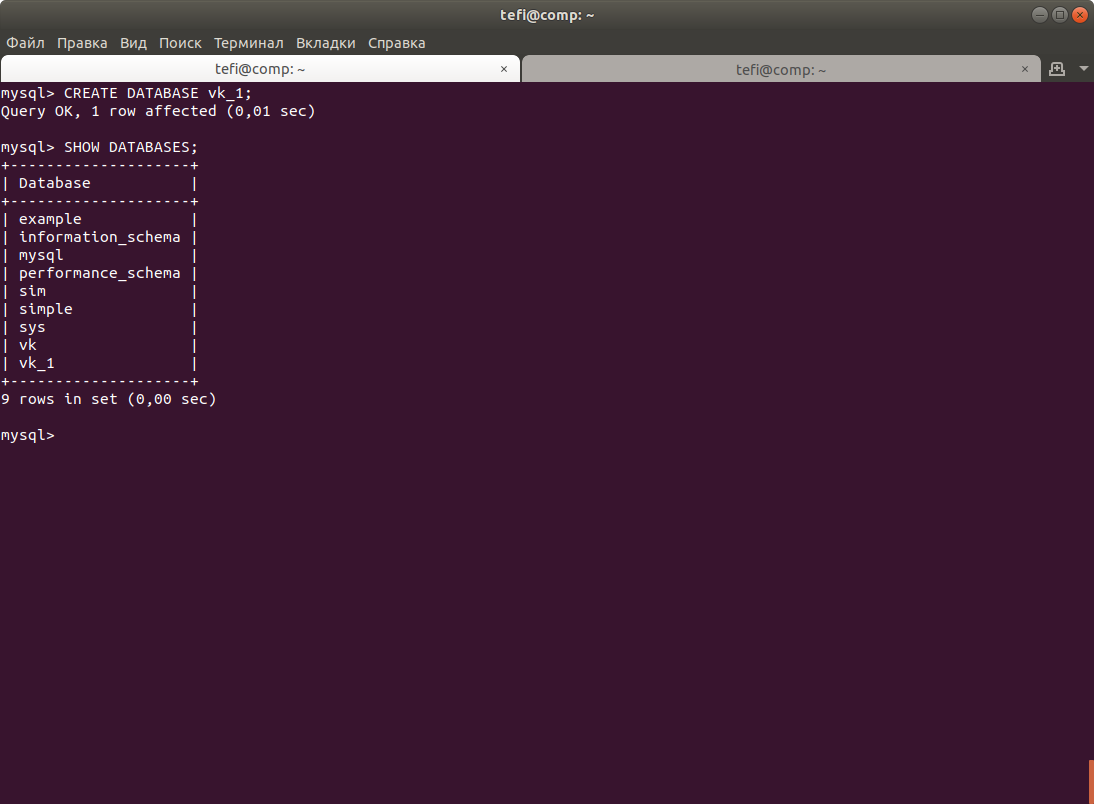 tefi@comp: ~
Файл Правка Вид Поиск Терминал Вкладки Справка
tefi@comp: ~ × tefi@comp: ~ ×
mysql> CREATE DATABASE vk_1;
Query OK, 1 row affected (0,01 sec)
mysql> SHOW DATABASES;
+--------------------+
| Database           |
+--------------------+
| example            |
| information_schema |
| mysql              |
| performance_schema |
| sim                |
| simple             |
| sys                |
| vk                 |
| vk_1               |
+--------------------+
9 rows in set (0,00 sec)
mysql>